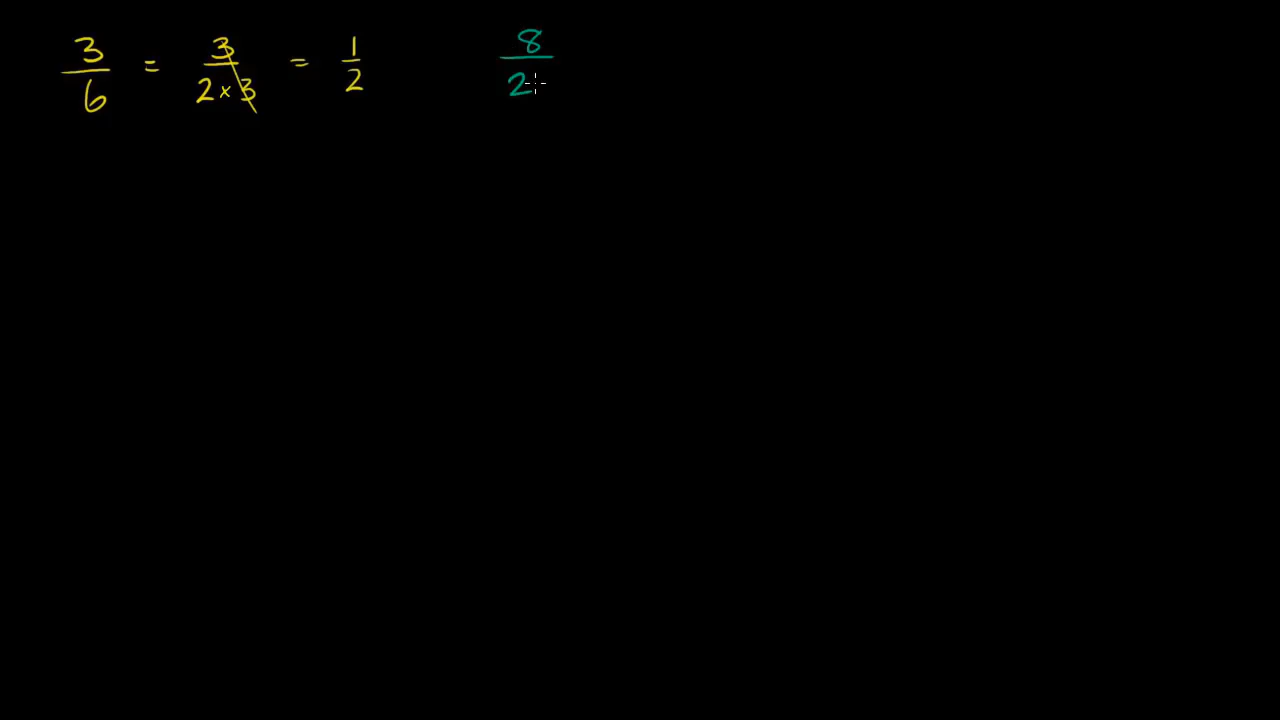 3/6 = 3/(2 × 3) = 1/2
8/2